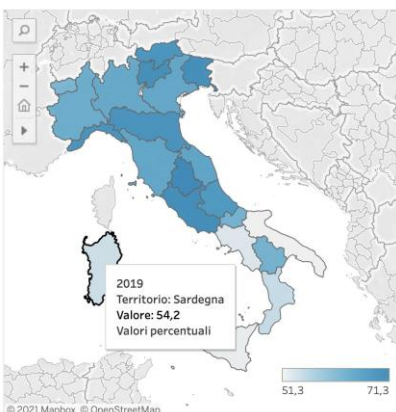 2019
Territorio: Sardegna
Valore: 54,2
Valori percentuali
51,3 71,3
© 2021 Mapbox © OpenStreetMap